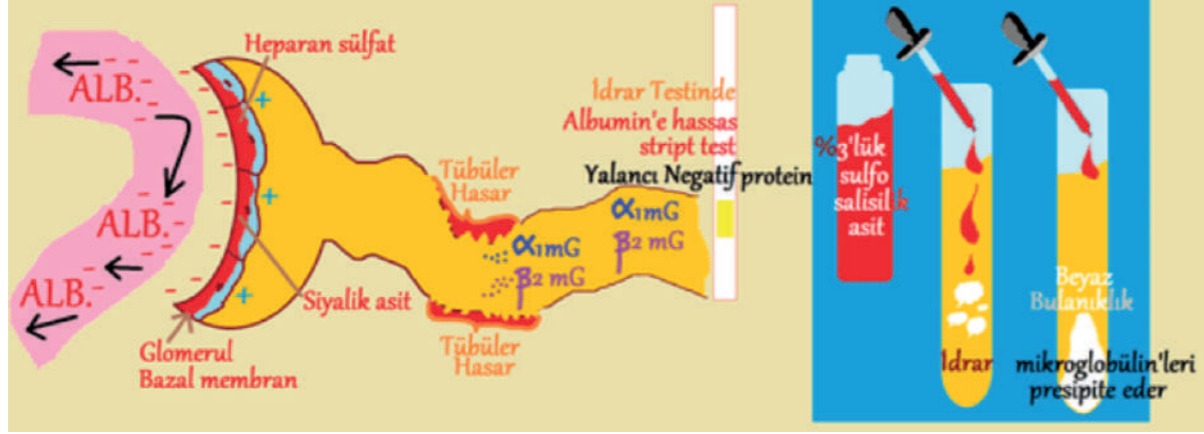 Heparan sülfat
ALB.
ALB.
ALB.
Siyalik asit
Glomerul
Bazal membran
Tübüler
Hasar
α1mG
β2 mG
Tübüler
Hasar
İdrar Testinde
Albumin'e hassas
stript test
Yalancı Negatif protein
α1mG
β2 mG
%3'lük
sulfo
salisilik
asit
İdrar
Beyaz
Bulanıklık
mikroglobülin'leri
presipite eder